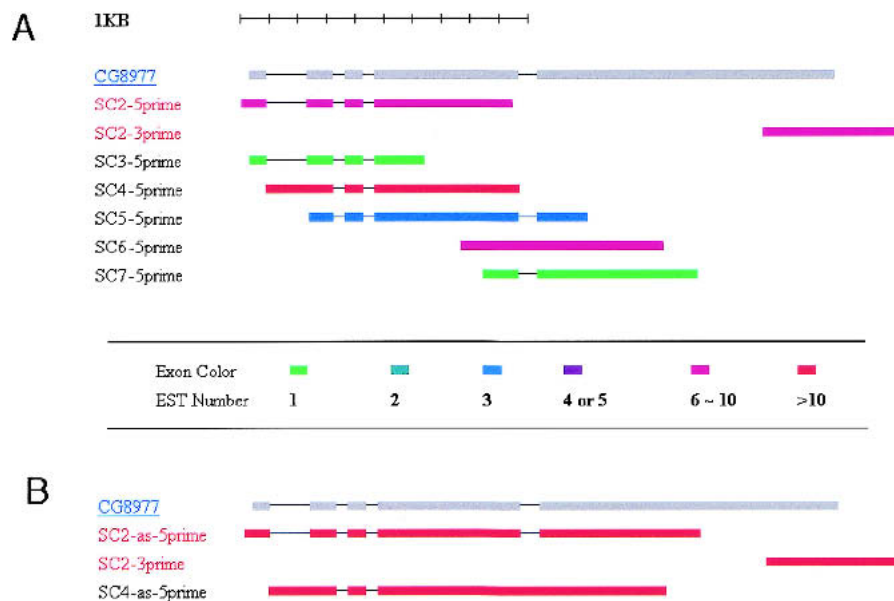 A
1KB
CG8977
SC2-5prime
SC2-3prime
SC3-5prime
SC4-5prime
SC5-5prime
SC6-5prime
SC7-5prime
Exon Color
EST Number 1 2 3 4 or 5 6 ~ 10 >10
B
CG8977
SC2-as-5prime
SC2-3prime
SC4-as-5prime